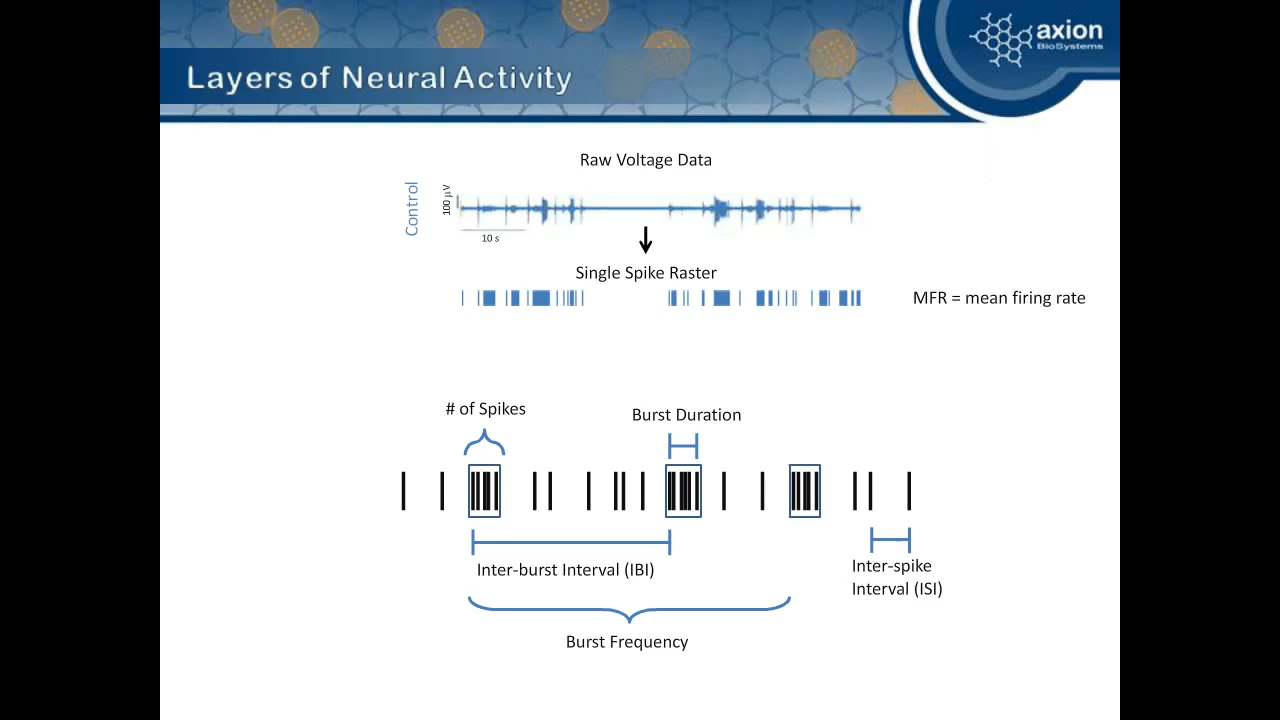 axion
BioSystems
Layers of Neural Activity
Raw Voltage Data
Control
100 µV
10 s
Single Spike Raster
MFR = mean firing rate
# of Spikes
Burst Duration
Inter-burst Interval (IBI)
Inter-spike
Interval (ISI)
Burst Frequency